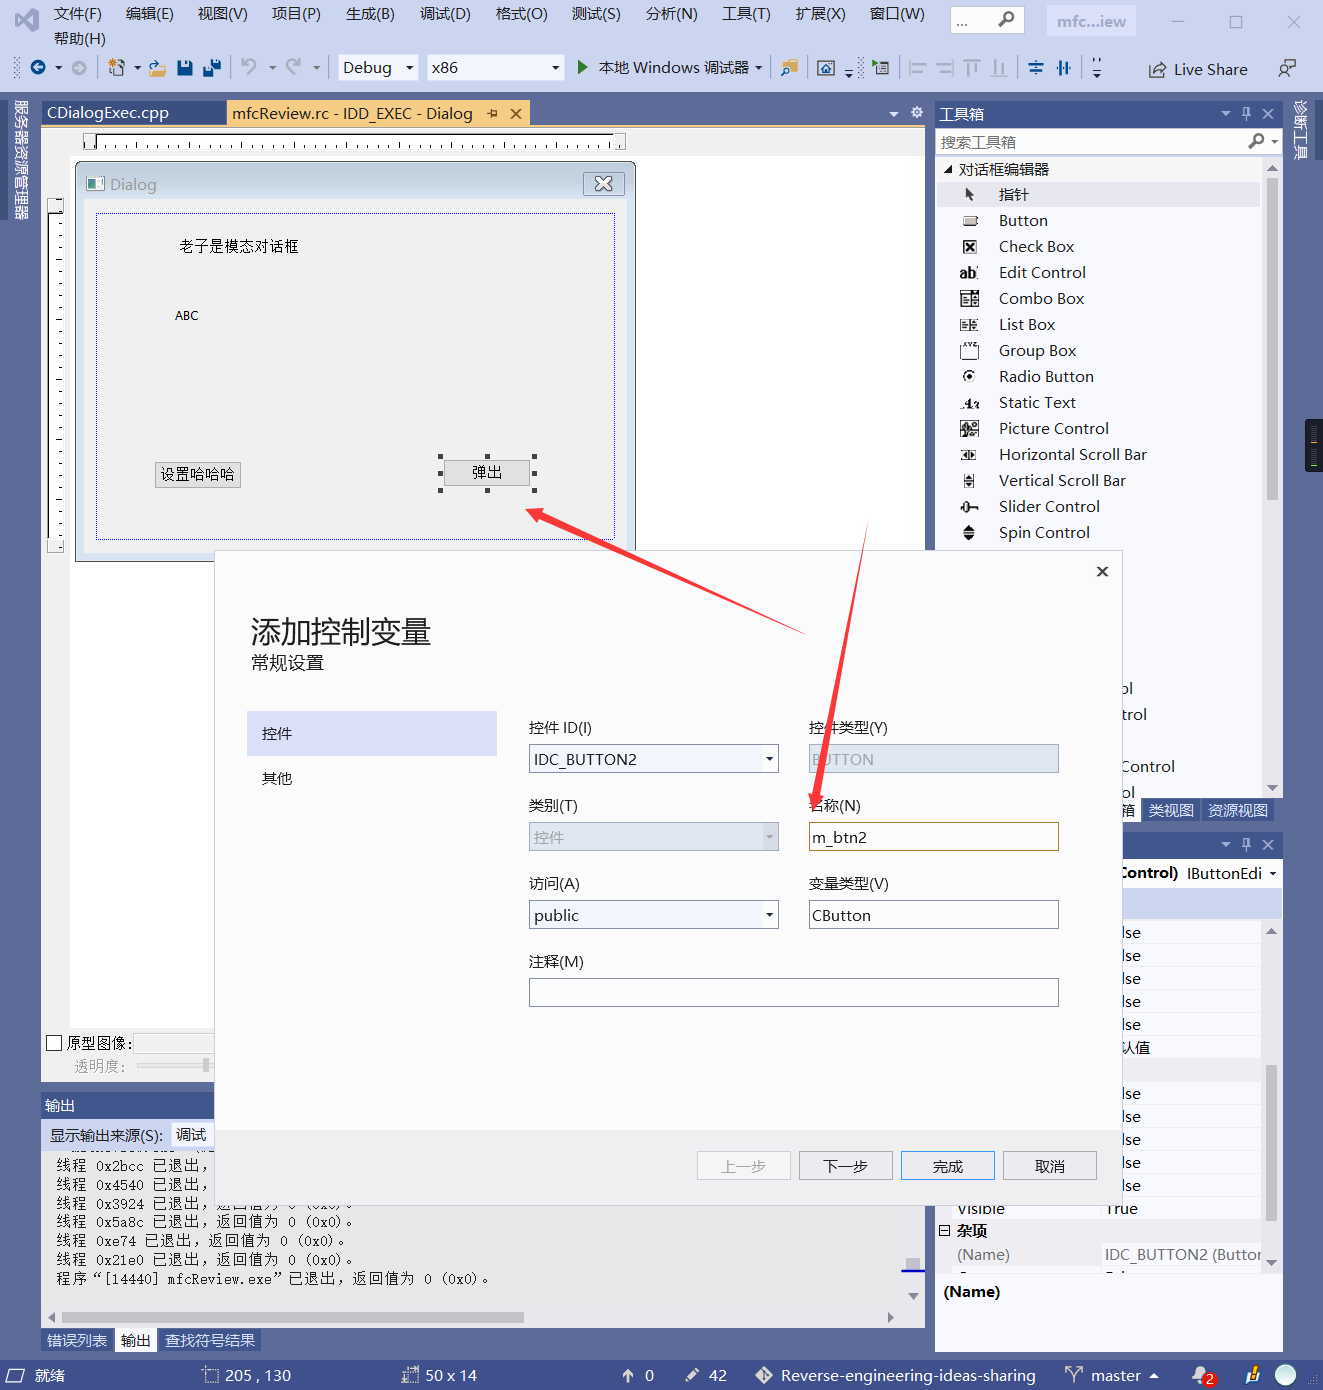 文件(F) 编辑(E) 视图(V) 项目(P) 生成(B) 调试(D) 格式(O) 测试(S) 分析(N) 工具(T) 扩展(X) 窗口(W)
... mfc...iew
帮助(H)
Debug x86 本地 Windows 调试器 Live Share
服务器资源管理器
CDialogExec.cpp mfcReview.rc - IDD_EXEC - Dialog
Dialog
老子是模态对话框
ABC
设置哈哈哈
弹出
工具箱
搜索工具箱
对话框编辑器
指针
Button
Check Box
ab Edit Control
Combo Box
List Box
XYZ Group Box
Radio Button
Aa Static Text
Picture Control
Horizontal Scroll Bar
Vertical Scroll Bar
Slider Control
Spin Control
ol
trol
Control
ol
诊断工具
箱 类视图 资源视图
添加控制变量
常规设置
控件
其他
控件 ID(I)
IDC_BUTTON2
控件类型(Y)
BUTTON
类别(T)
控件
名称(N)
m_btn2
访问(A)
public
变量类型(V)
CButton
注释(M)
上一步 下一步 完成 取消
Control) IButtonEdi
lse
lse
lse
lse
lse
认值
lse
lse
lse
lse
lse
Visible True
杂项
(Name) IDC_BUTTON2 (Button
(Name)
原型图像:
透明度:
输出
显示输出来源(S): 调试
线程 0x2bcc 已退出,
线程 0x4540 已退出,
线程 0x3924 已退出, 返回值为 0 (0x0)。
线程 0x5a8c 已退出, 返回值为 0 (0x0)。
线程 0xe74 已退出, 返回值为 0 (0x0)。
线程 0x21e0 已退出, 返回值为 0 (0x0)。
程序“[14440] mfcReview.exe”已退出, 返回值为 0 (0x0)。
错误列表 输出 查找符号结果
就绪 205 , 130 50 x 14 0 42 Reverse-engineering-ideas-sharing master 2